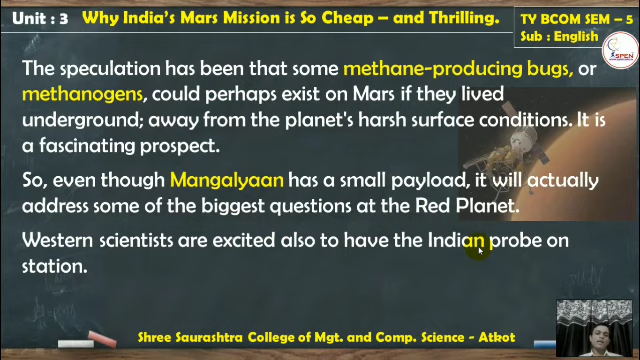 Unit : 3 Why India's Mars Mission is So Cheap – and Thrilling. TY BCOM SEM – 5
Sub : English
SPEN
The speculation has been that some methane-producing bugs, or
methanogens, could perhaps exist on Mars if they lived
underground; away from the planet's harsh surface conditions. It is
a fascinating prospect.
So, even though Mangalyaan has a small payload, it will actually
address some of the biggest questions at the Red Planet.
Western scientists are excited also to have the Indian probe on
station.
Shree Saurashtra College of Mgt. and Comp. Science - Atkot